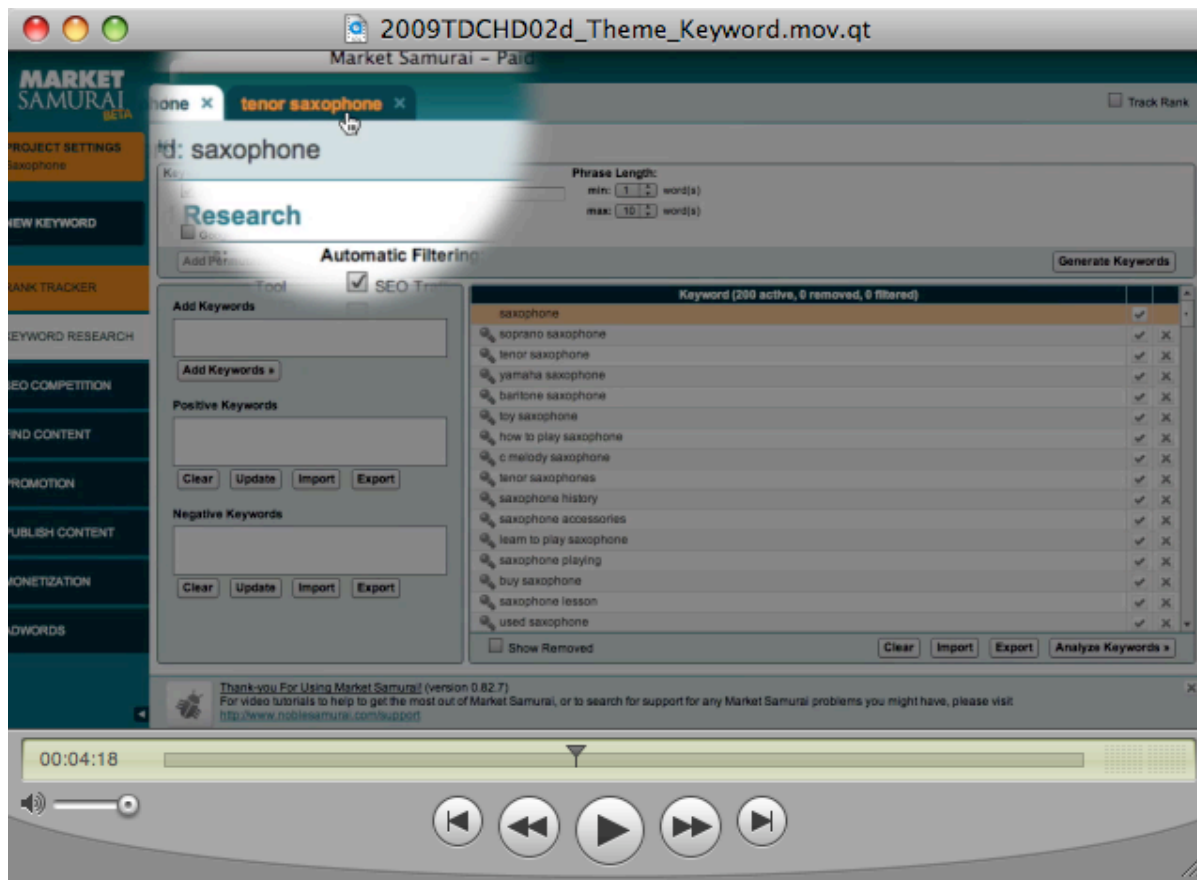 2009TDCHD02d_Theme_Keyword.mov.qt
Market Samurai – Paid
MARKET
SAMURAI
BETA
hone × tenor saxophone ×
Track Rank
PROJECT SETTINGS
Saxophone
d: saxophone
Phrase Length:
min: 1 word(s)
max: 10 word(s)
NEW KEYWORD
Research
Automatic Filtering
Generate Keywords
RANK TRACKER
Tool
SEO
Add Keywords
Keyword (200 active, 0 removed, 0 filtered)
saxophone
KEYWORD RESEARCH
soprano saxophone
tenor saxophone
Add Keywords »
yamaha saxophone
SEO COMPETITION
baritone saxophone
Positive Keywords
toy saxophone
FIND CONTENT
how to play saxophone
c melody saxophone
PROMOTION
Clear Update Import Export
tenor saxophones
saxophone history
Negative Keywords
saxophone accessories
PUBLISH CONTENT
learn to play saxophone
saxophone playing
MONETIZATION
Clear Update Import Export
buy saxophone
saxophone lesson
ADWORDS
used saxophone
Show Removed
Clear Import Export Analyze Keywords »
Thank-you For Using Market Samurai! (version 0.82.7)
For video tutorials to help to get the most out of Market Samurai, or to search for support for any Market Samurai problems you might have, please visit
http://www.noblesamurai.com/support
00:04:18